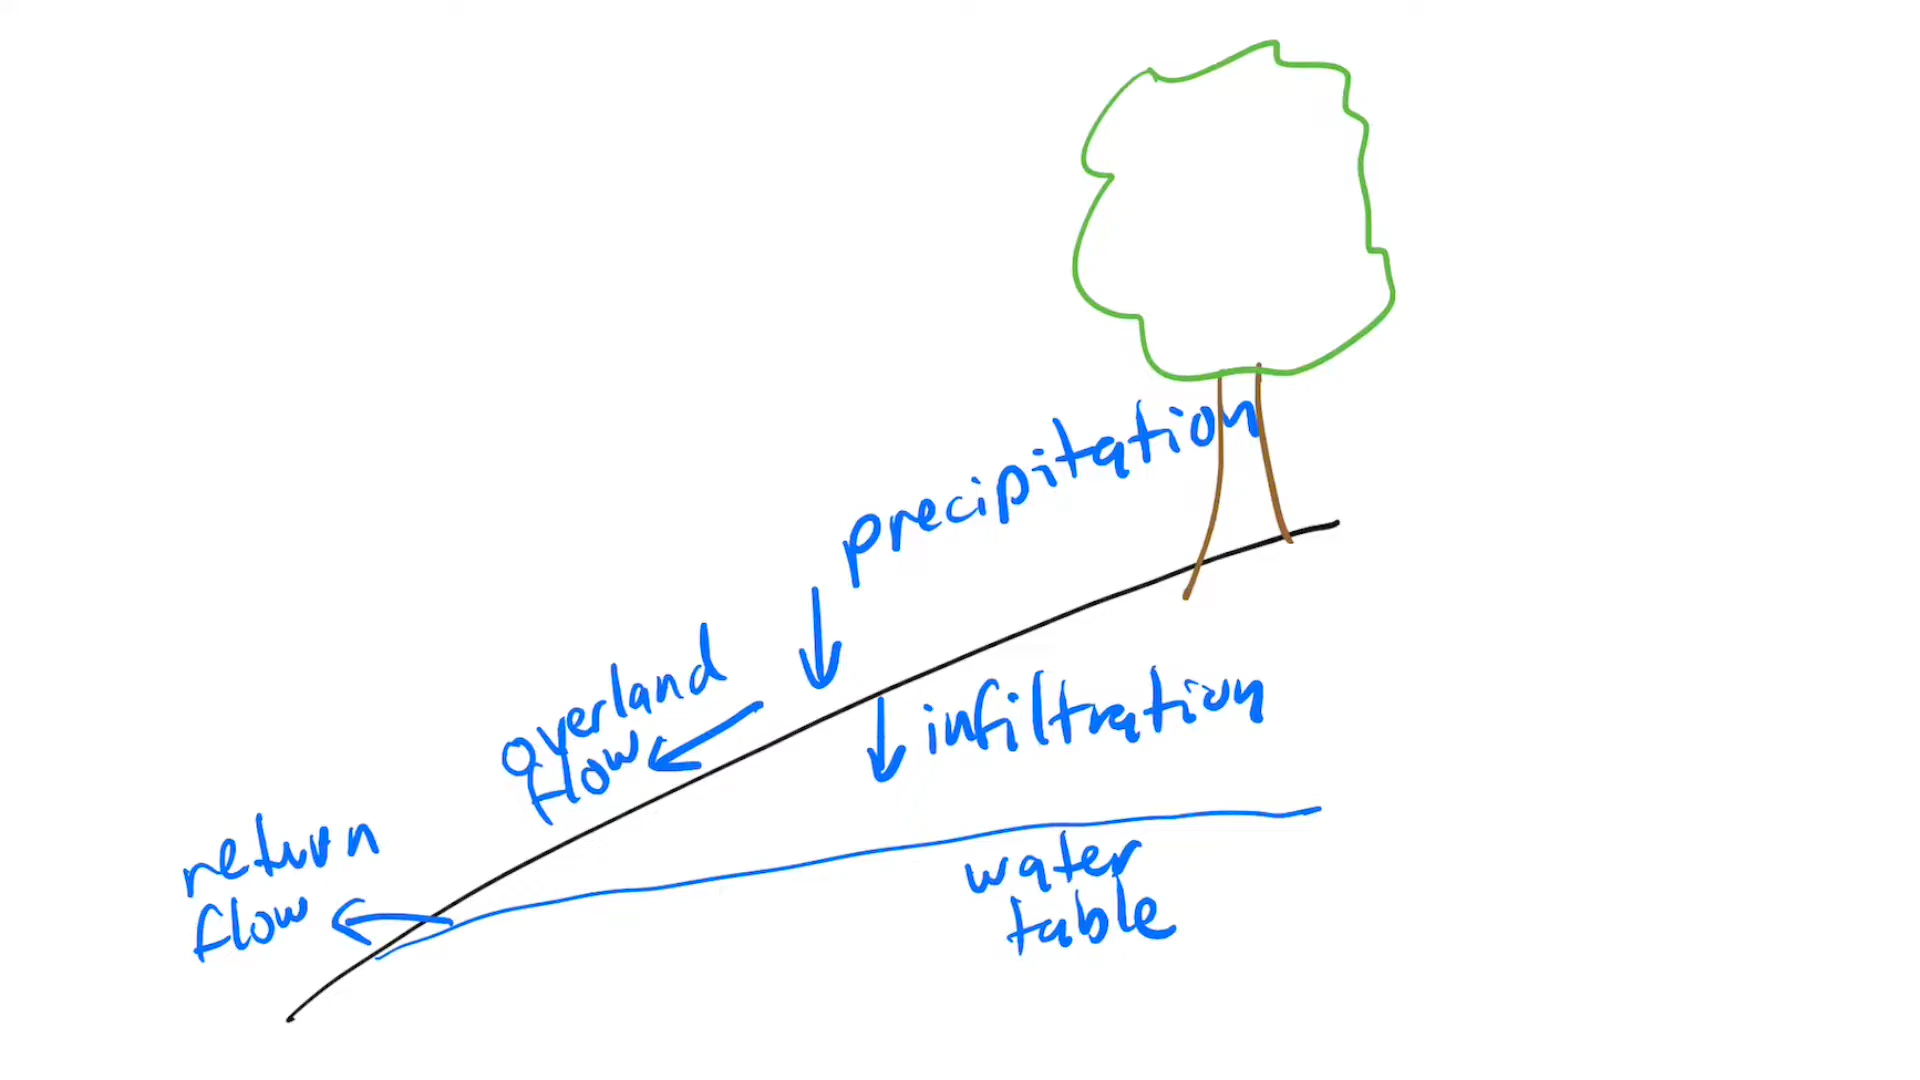 precipitation
overland
flow
infiltration
return
flow
water
table